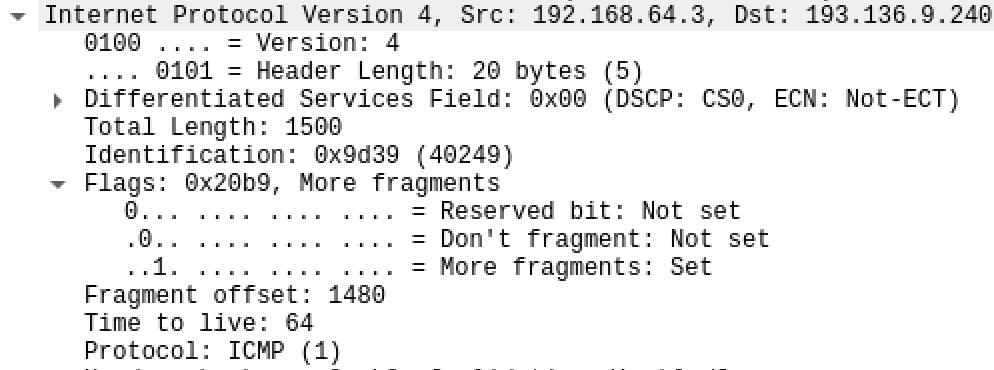 Internet Protocol Version 4, Src: 192.168.64.3, Dst: 193.136.9.240
0100 .... = Version: 4
.... 0101 = Header Length: 20 bytes (5)
Differentiated Services Field: 0x00 (DSCP: CS0, ECN: Not-ECT)
Total Length: 1500
Identification: 0x9d39 (40249)
Flags: 0x20b9, More fragments
0... .... .... .... = Reserved bit: Not set
.0.. .... .... .... = Don't fragment: Not set
..1. .... .... .... = More fragments: Set
Fragment offset: 1480
Time to live: 64
Protocol: ICMP (1)